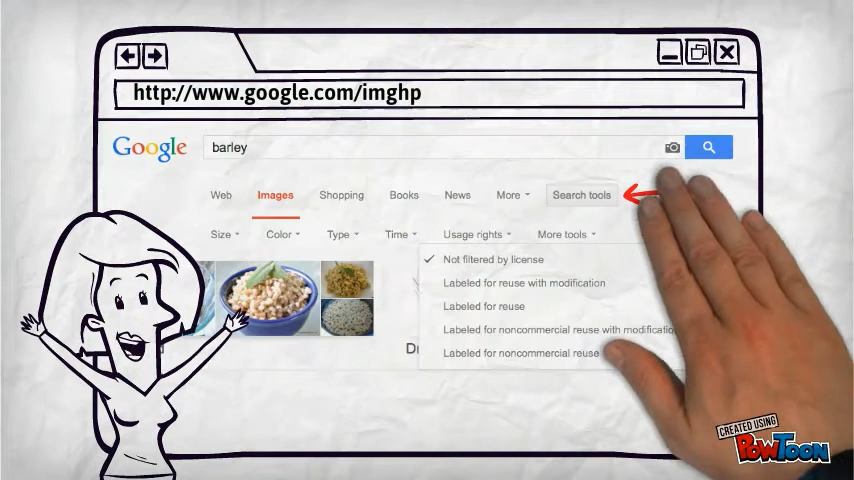 http://www.google.com/imghp
Google barley
Web Images Shopping Books News More Search tools
Size Color Type Time Usage rights More tools
Not filtered by license
Labeled for reuse with modification
Labeled for reuse
Labeled for noncommercial reuse with modificatio
Labeled for noncommercial reuse
CREATED USING
POWTOON